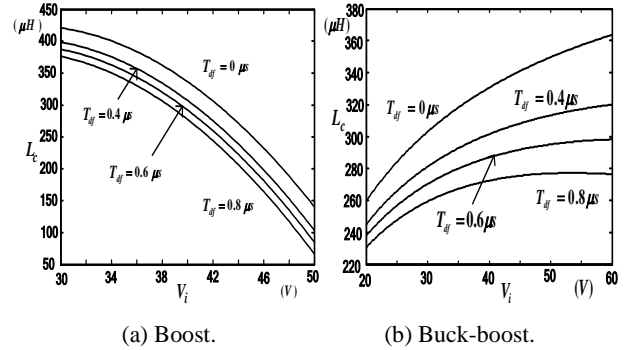 (μH)
450
400
350
300
250
200
150
100
50
L_c
T_df = 0 μs
T_df = 0.4 μs
T_df = 0.6 μs
T_df = 0.8 μs
30
36
42
48
50
V_i
(V)
(a) Boost.
(μH)
380
360
340
320
300
280
260
240
220
L_c
T_df = 0 μs
T_df = 0.4 μs
T_df = 0.6 μs
T_df = 0.8 μs
20
30
40
50
60
V_i
(V)
(b) Buck-boost.